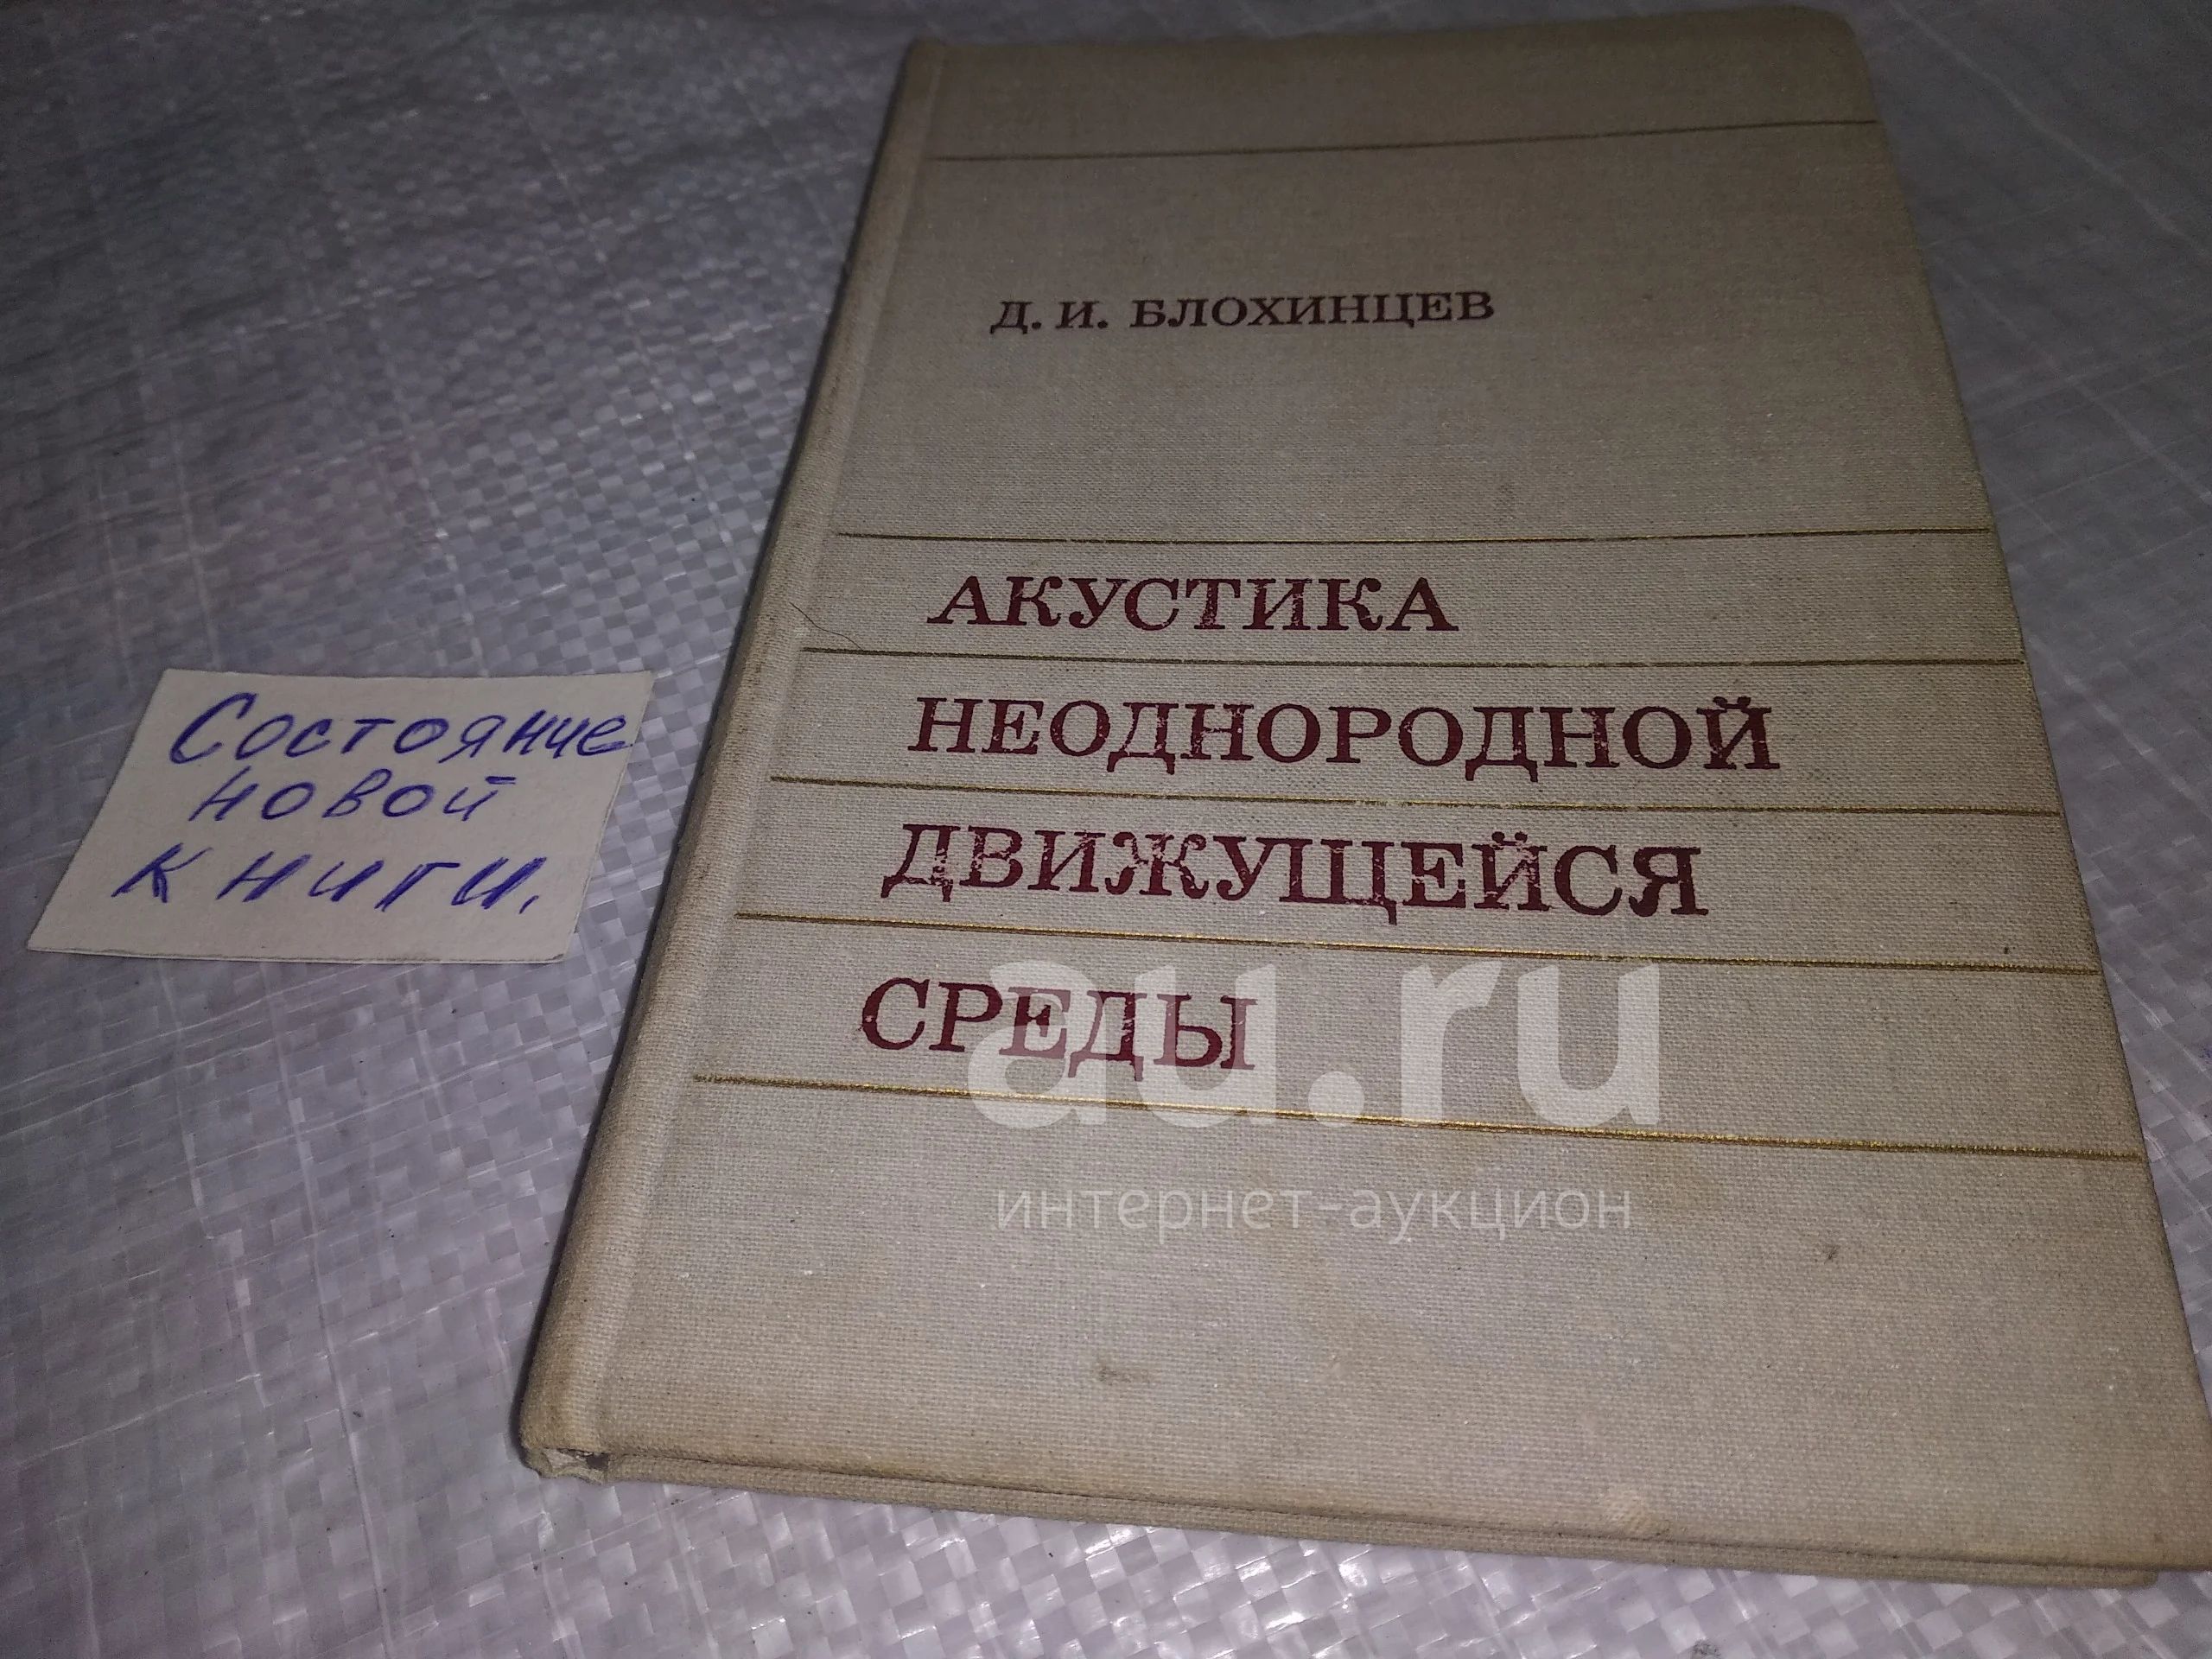 Д. И. БЛОХИНЦЕВ
АКУСТИКА
НЕОДНОРОДНОЙ
ДВИЖУЩЕЙСЯ
СРЕДЫ
Состояние
новой
книги.
au.ru
интернет-аукцион